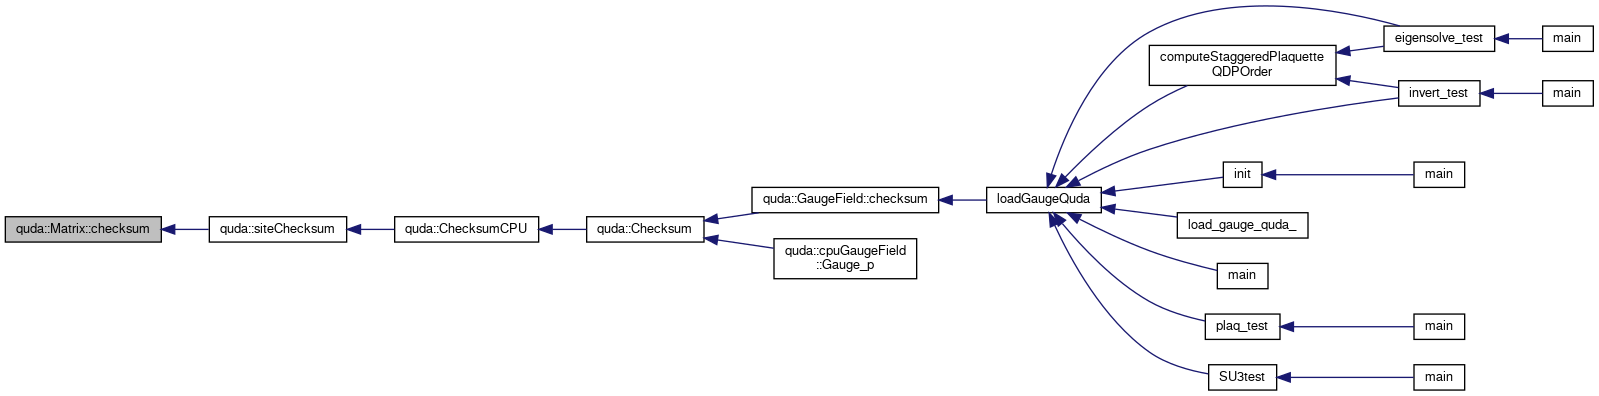 quda::Matrix::checksum
quda::siteChecksum
quda::ChecksumCPU
quda::Checksum
quda::GaugeField::checksum
quda::cpuGaugeField
::Gauge_p
loadGaugeQuda
computeStaggeredPlaquette
QDPOrder
eigensolve_test
main
invert_test
main
init
main
load_gauge_quda_
main
plaq_test
main
SU3test
main